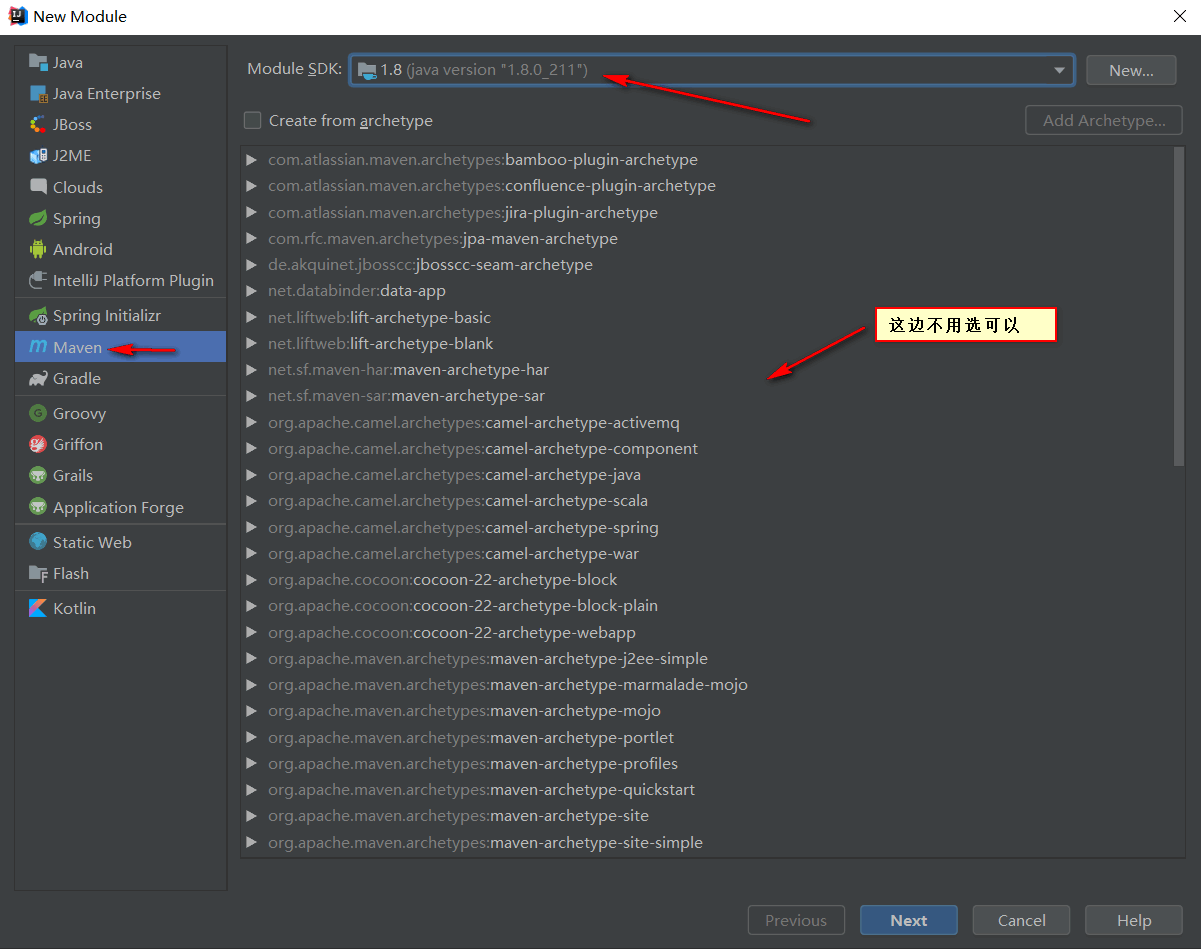 New Module
Java
Java Enterprise
JBoss
J2ME
Clouds
Spring
Android
IntelliJ Platform Plugin
Spring Initializr
Maven
Gradle
Groovy
Griffon
Grails
Application Forge
Static Web
Flash
Kotlin
Module SDK: 1.8 (java version "1.8.0_211") New...
Create from archetype Add Archetype...
com.atlassian.maven.archetypes:bamboo-plugin-archetype
com.atlassian.maven.archetypes:confluence-plugin-archetype
com.atlassian.maven.archetypes:jira-plugin-archetype
com.rfc.maven.archetypes:jpa-maven-archetype
de.akquinet.jbosscc:jbosscc-seam-archetype
net.databinder:data-app
net.liftweb:lift-archetype-basic
net.liftweb:lift-archetype-blank
net.sf.maven-har:maven-archetype-har
net.sf.maven-sar:maven-archetype-sar
org.apache.camel.archetypes:camel-archetype-activemq
org.apache.camel.archetypes:camel-archetype-component
org.apache.camel.archetypes:camel-archetype-java
org.apache.camel.archetypes:camel-archetype-scala
org.apache.camel.archetypes:camel-archetype-spring
org.apache.camel.archetypes:camel-archetype-war
org.apache.cocoon:cocoon-22-archetype-block
org.apache.cocoon:cocoon-22-archetype-block-plain
org.apache.cocoon:cocoon-22-archetype-webapp
org.apache.maven.archetypes:maven-archetype-j2ee-simple
org.apache.maven.archetypes:maven-archetype-marmalade-mojo
org.apache.maven.archetypes:maven-archetype-mojo
org.apache.maven.archetypes:maven-archetype-portlet
org.apache.maven.archetypes:maven-archetype-profiles
org.apache.maven.archetypes:maven-archetype-quickstart
org.apache.maven.archetypes:maven-archetype-site
org.apache.maven.archetypes:maven-archetype-site-simple
这边不用选可以
Previous Next Cancel Help